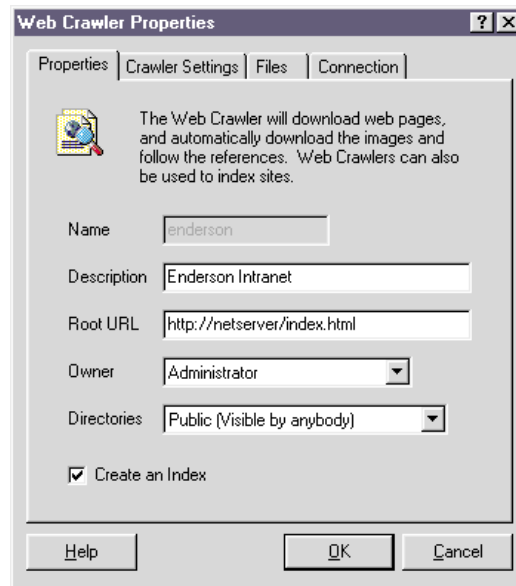 Web Crawler Properties
Properties Crawler Settings Files Connection
The Web Crawler will download web pages,
and automatically download the images and
follow the references. Web Crawlers can also
be used to index sites.
Name enderson
Description Enderson Intranet
Root URL http://netserver/index.html
Owner Administrator
Directories Public (Visible by anybody)
Create an Index
Help OK Cancel